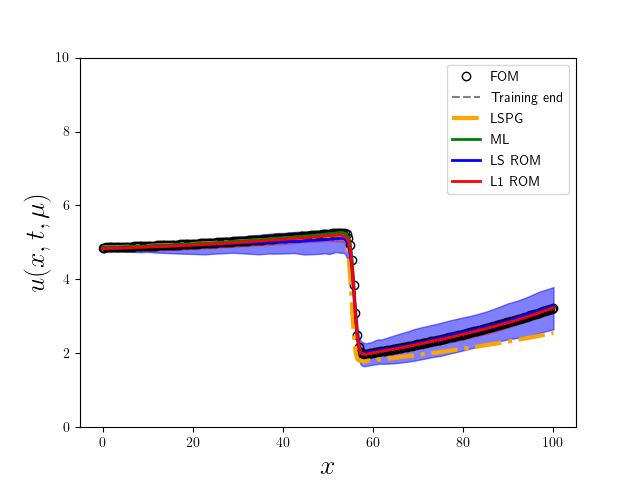 10
8
6
4
2
0
u(x, t, μ)
0 20 40 60 80 100
x
FOM
Training end
LSPG
ML
LS ROM
L1 ROM